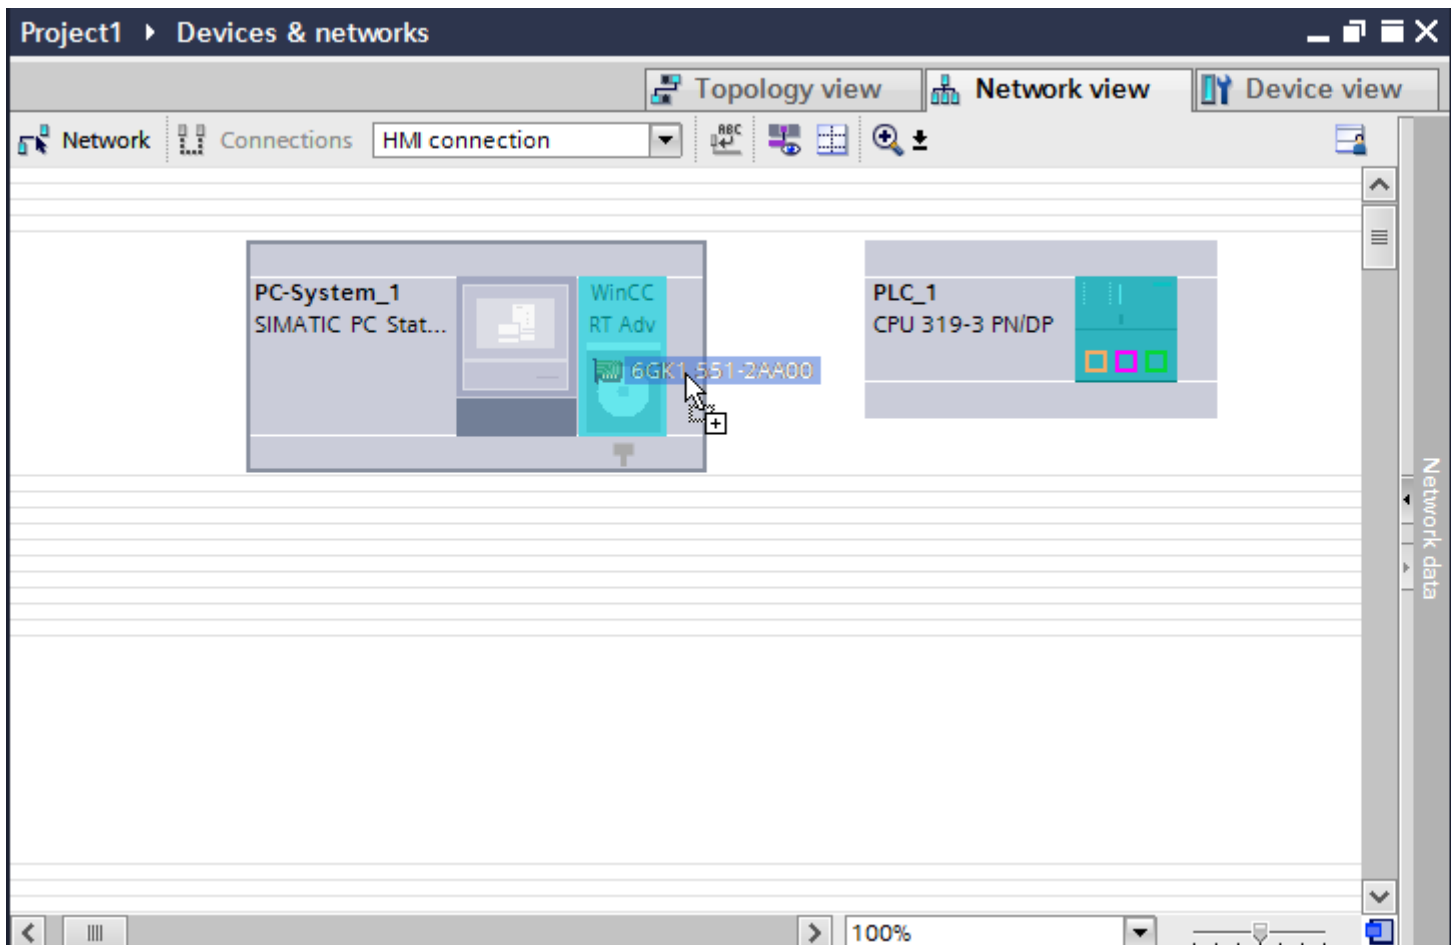 Project1 ▸ Devices & networks
Topology view
Network view
Device view
Network
Connections
HMI connection
ABC
PC-System_1
SIMATIC PC Stat...
WinCC
RT Adv
6GK1 551-2AA00
PLC_1
CPU 319-3 PN/DP
Network data
100%